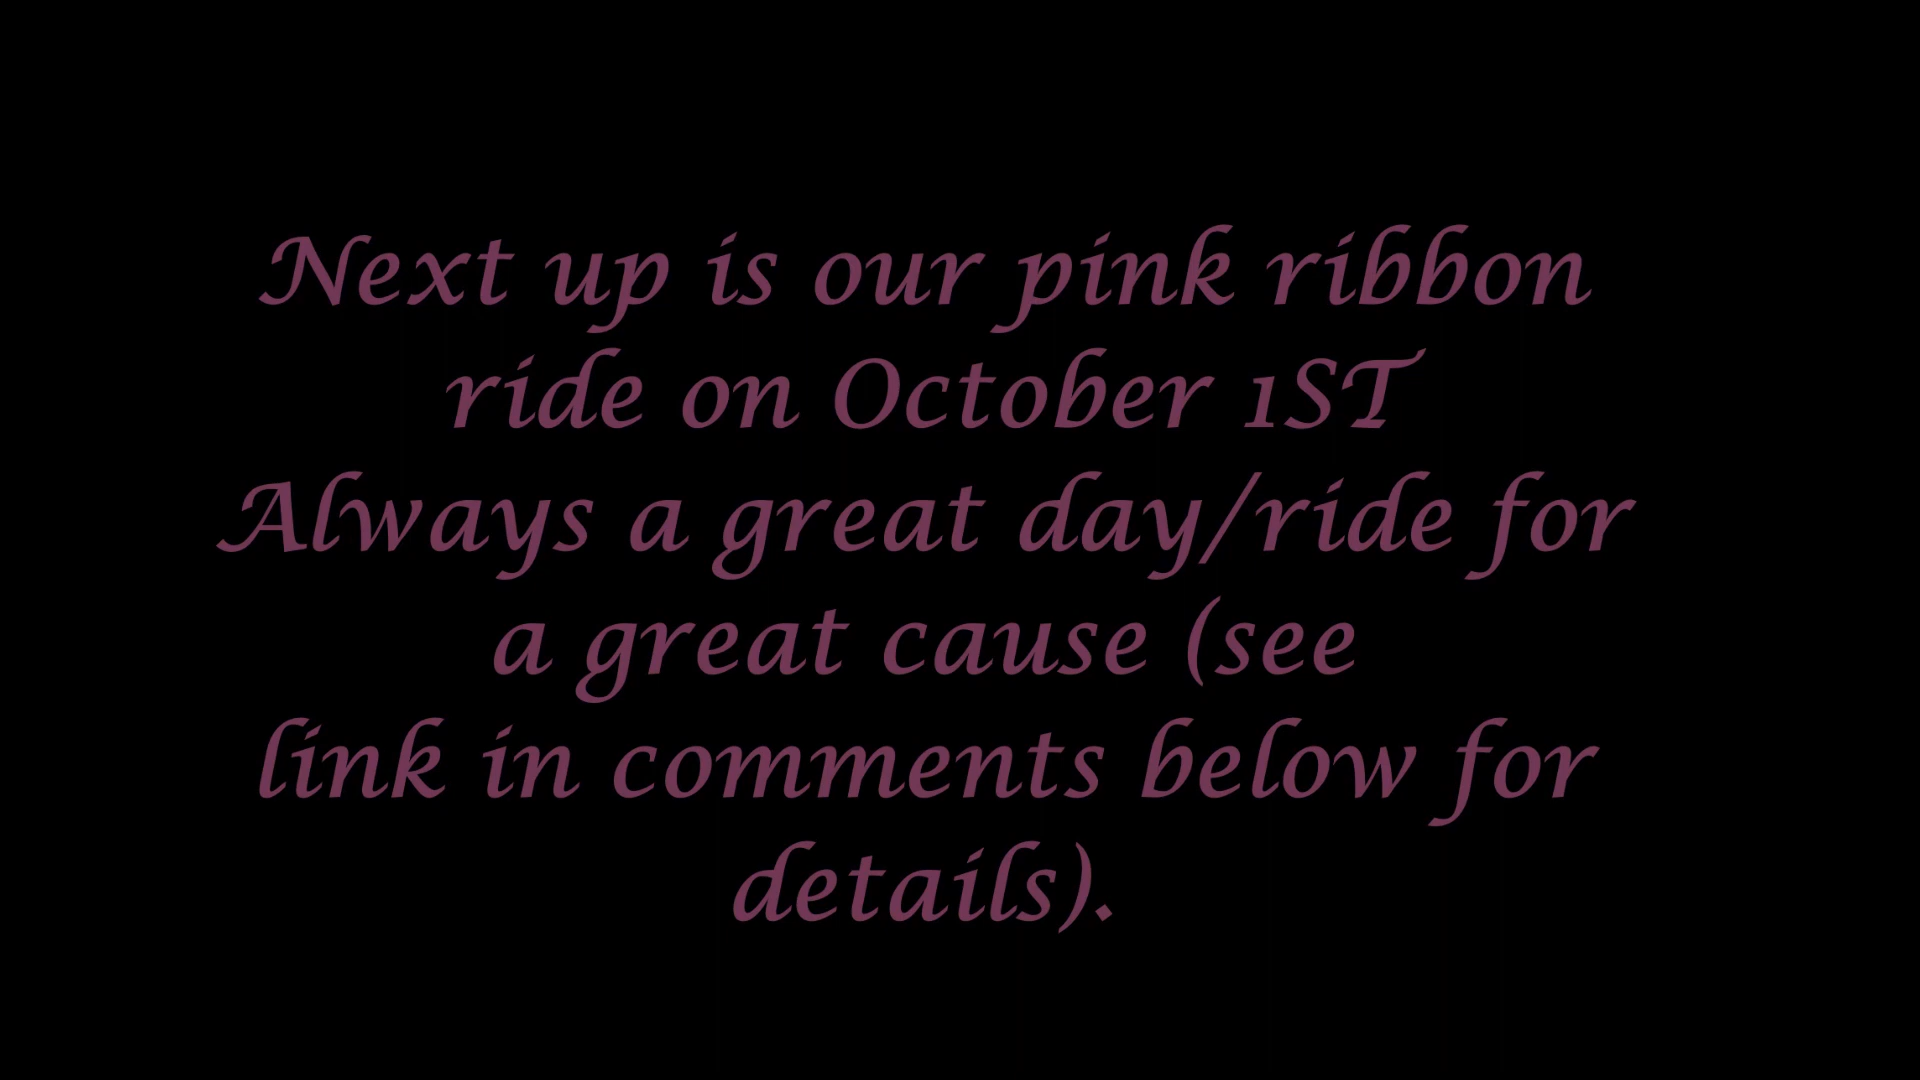 Next up is our pink ribbon
ride on October 1ST
Always a great day/ride for
a great cause (see
link in comments below for
details).